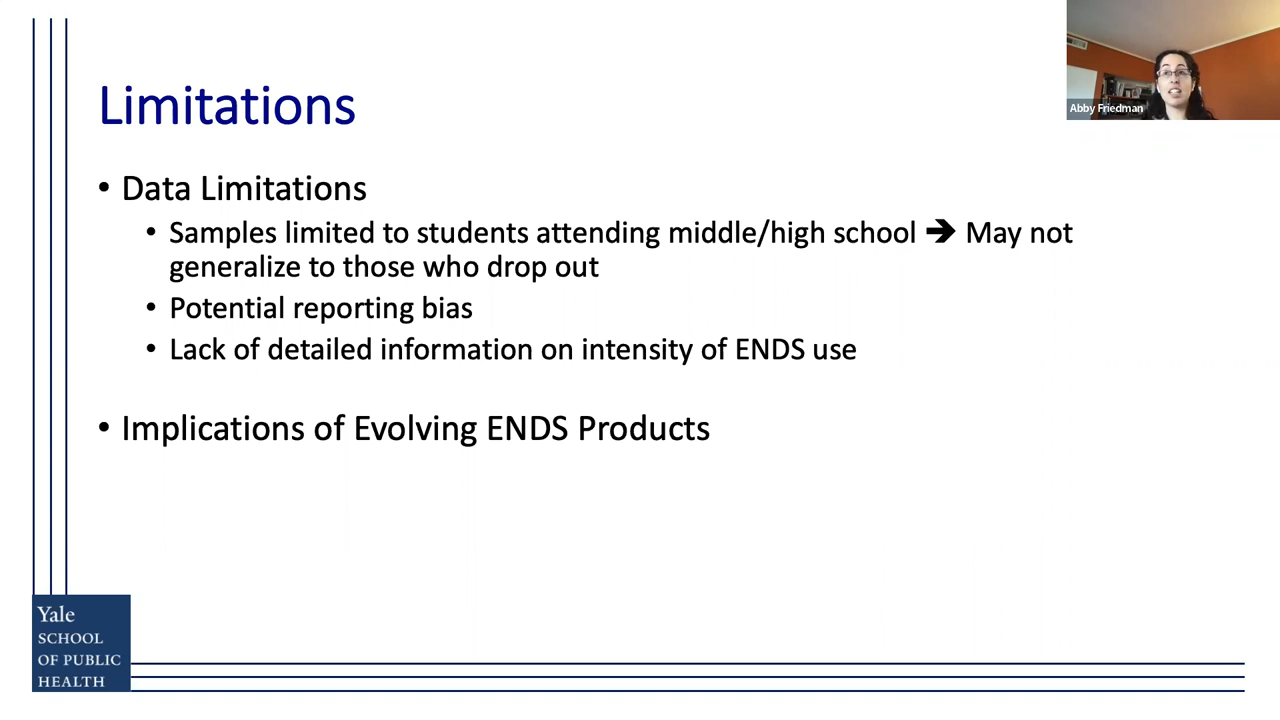 Limitations
Abby Friedman
• Data Limitations
• Samples limited to students attending middle/high school ➔ May not
generalize to those who drop out
• Potential reporting bias
• Lack of detailed information on intensity of ENDS use
• Implications of Evolving ENDS Products
Yale
SCHOOL
OF PUBLIC
HEALTH